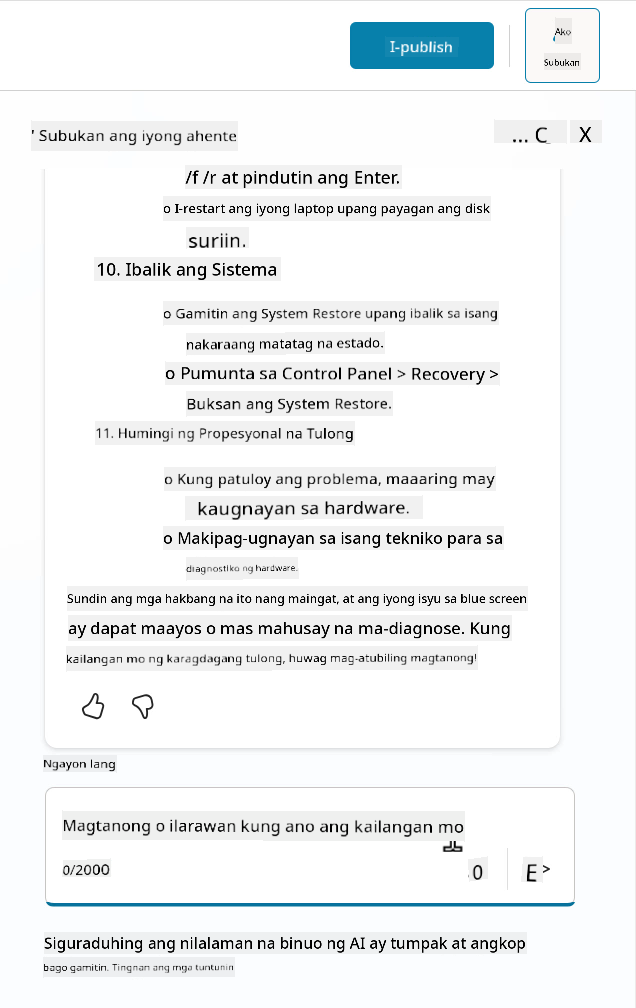 I-publish
Ako
Subukan
' Subukan ang iyong ahente
... C
X
/f /r at pindutin ang Enter.
o I-restart ang iyong laptop upang payagan ang disk
suriin.
10. Ibalik ang Sistema
o Gamitin ang System Restore upang ibalik sa isang
nakaraang matatag na estado.
o Pumunta sa Control Panel > Recovery >
Buksan ang System Restore.
11. Humingi ng Propesyonal na Tulong
o Kung patuloy ang problema, maaaring may
kaugnayan sa hardware.
o Makipag-ugnayan sa isang tekniko para sa
diagnostiko ng hardware.
Sundin ang mga hakbang na ito nang maingat, at ang iyong isyu sa blue screen
ay dapat maayos o mas mahusay na ma-diagnose. Kung
kailangan mo ng karagdagang tulong, huwag mag-atubiling magtanong!
Ngayon lang
Magtanong o ilarawan kung ano ang kailangan mo
0/2000
0
E >
Siguraduhing ang nilalaman na binuo ng AI ay tumpak at angkop
bago gamitin. Tingnan ang mga tuntunin